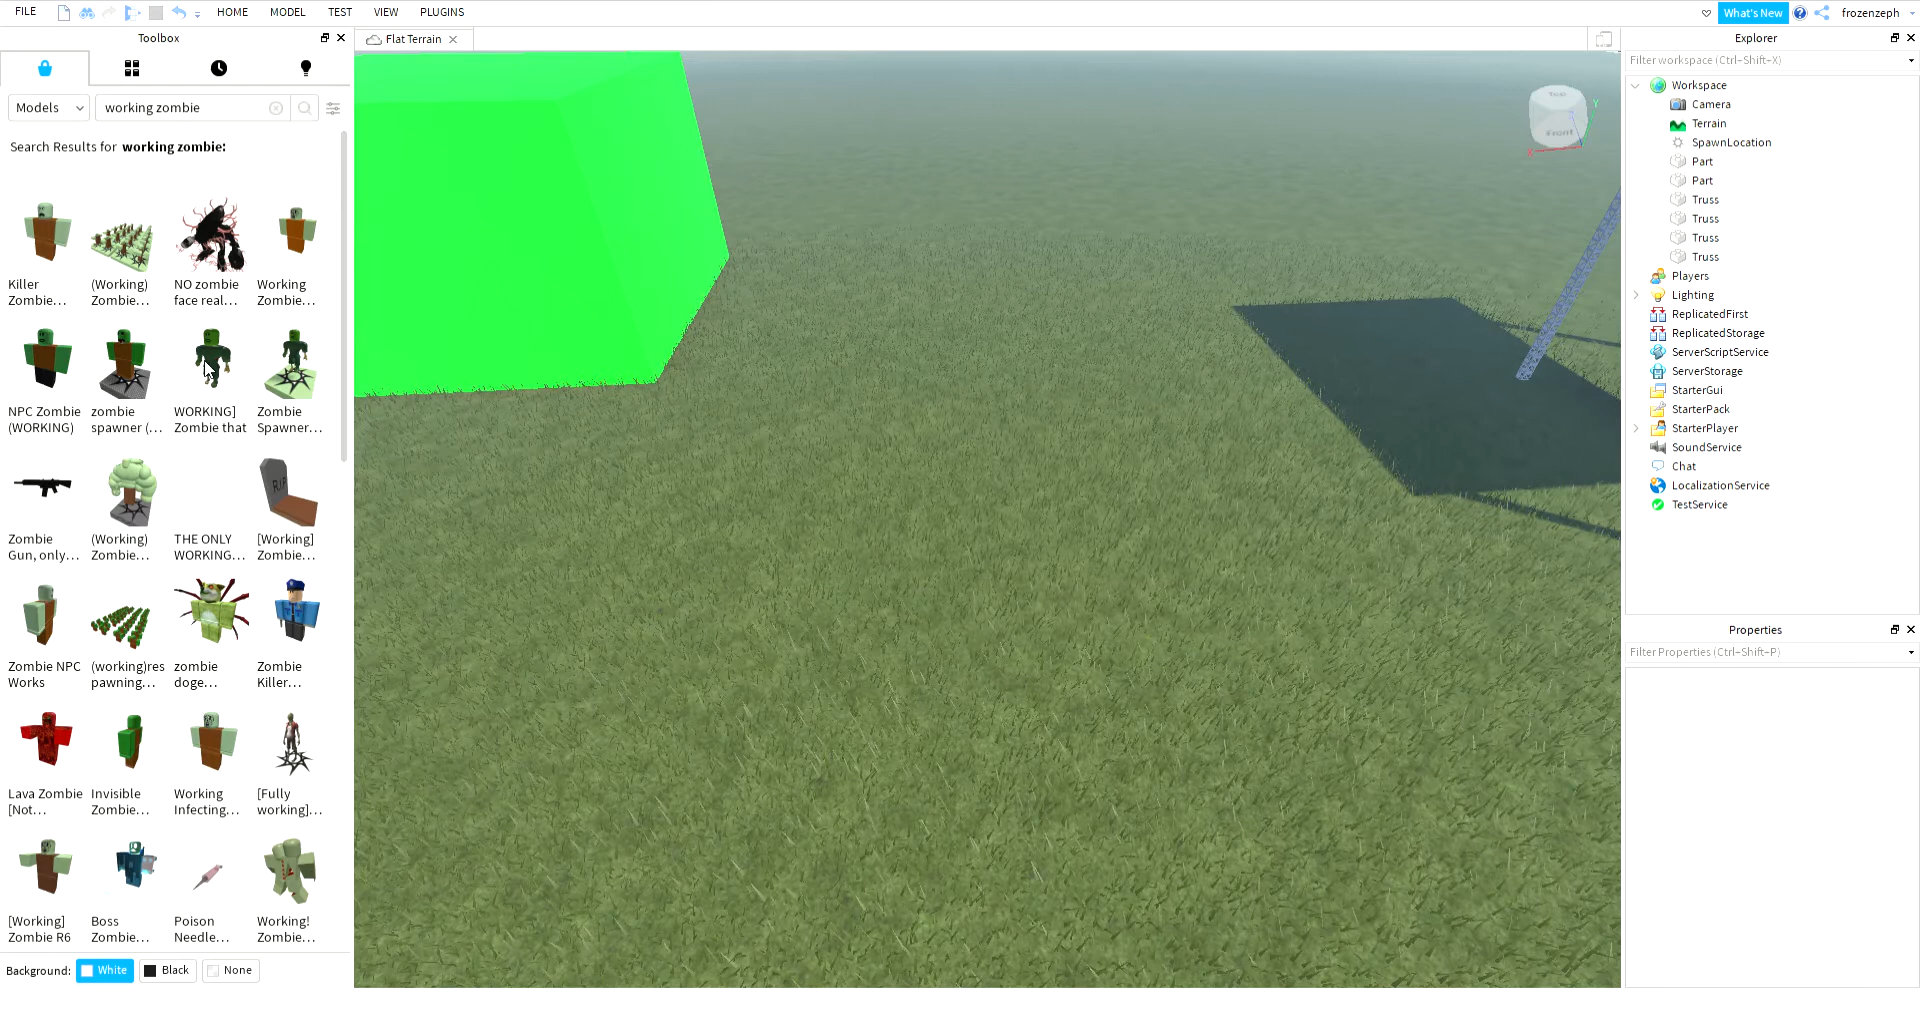 FILE HOME MODEL TEST VIEW PLUGINS What's New frozenzeph
Toolbox
Models working zombie
Search Results for working zombie:
Killer Zombie...
(Working) Zombie...
NO zombie face real...
Working Zombie...
NPC Zombie (WORKING)
zombie spawner (...
WORKING] Zombie that
Zombie Spawner...
Zombie Gun, only...
(Working) Zombie...
THE ONLY WORKING...
[Working] Zombie...
Zombie NPC Works
(working)res pawning...
zombie doge...
Zombie Killer...
Lava Zombie [Not...
Invisible Zombie...
Working Infecting...
[Fully working]...
[Working] Zombie R6
Boss Zombie...
Poison Needle...
Working! Zombie...
Background: White Black None
Flat Terrain
Top
Front
Y
X
RIP
Explorer
Filter workspace (Ctrl+Shift+X)
Workspace
Camera
Terrain
SpawnLocation
Part
Part
Truss
Truss
Truss
Truss
Players
Lighting
ReplicatedFirst
ReplicatedStorage
ServerScriptService
ServerStorage
StarterGui
StarterPack
StarterPlayer
SoundService
Chat
LocalizationService
TestService
Properties
Filter Properties (Ctrl+Shift+P)